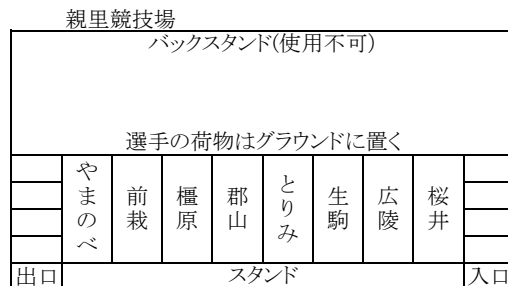 親里競技場
バックスタンド(使用不可)
選手の荷物はグラウンドに置く
やまのべ
前栽
橿原
郡山
とりみ
生駒
広陵
桜井
出口
スタンド
入口